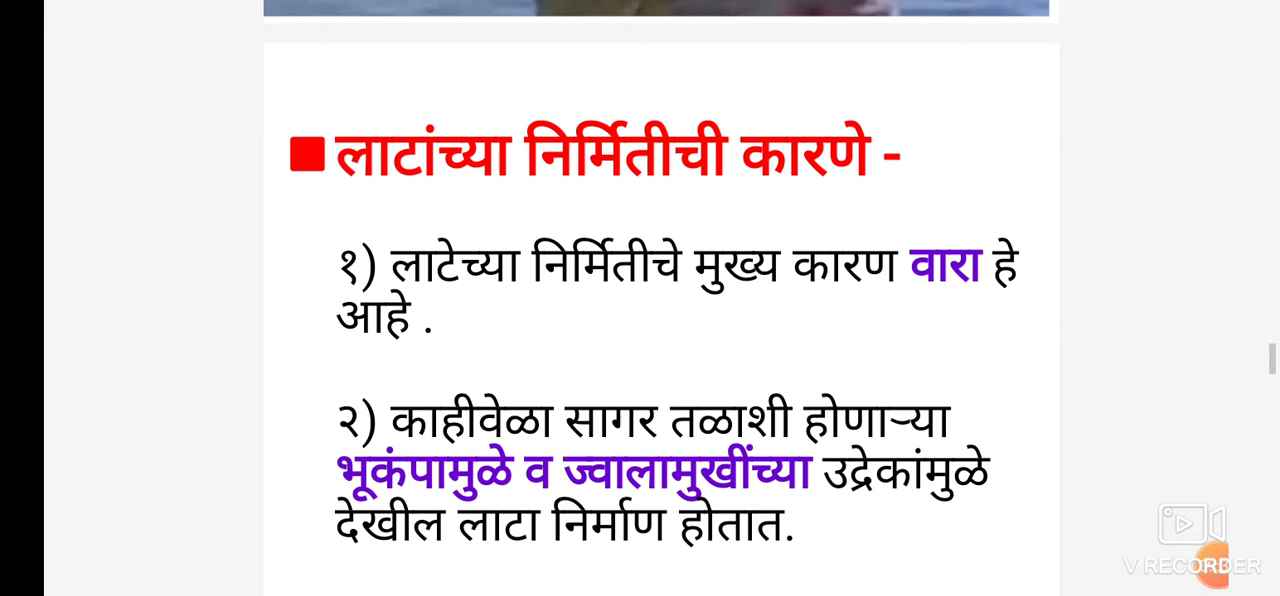 लाटांच्या निर्मितीची कारणे -
१) लाटेच्या निर्मितीचे मुख्य कारण वारा हे
आहे .
२) काहीवेळा सागर तळाशी होणाऱ्या
भूकंपामुळे व ज्वालामुखींच्या उद्रेकांमुळे
देखील लाटा निर्माण होतात.
V RECORDER